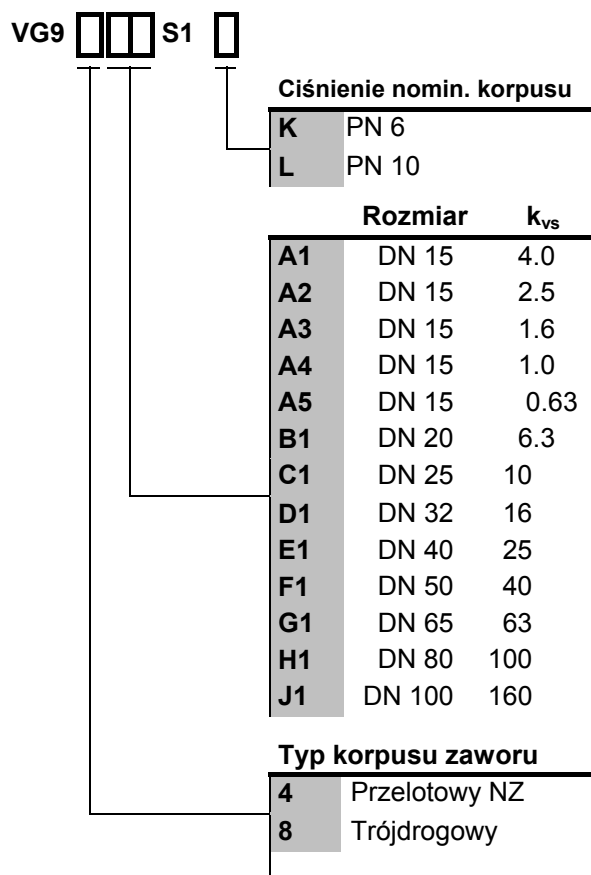 VG9 S1
Ciśnienie nomin. korpusu
K PN 6
L PN 10
Rozmiar kvs
A1 DN 15 4.0
A2 DN 15 2.5
A3 DN 15 1.6
A4 DN 15 1.0
A5 DN 15 0.63
B1 DN 20 6.3
C1 DN 25 10
D1 DN 32 16
E1 DN 40 25
F1 DN 50 40
G1 DN 65 63
H1 DN 80 100
J1 DN 100 160
Typ korpusu zaworu
4 Przelotowy NZ
8 Trójdrogowy